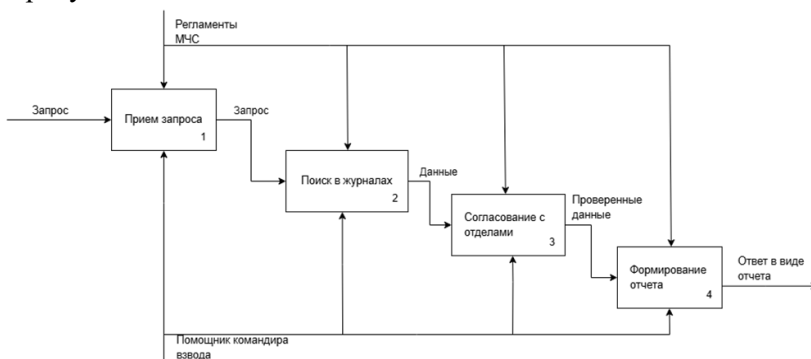 Регламенты
МЧС
Запрос
Прием запроса
1
Запрос
Поиск в журналах
2
Данные
Согласование с
отделами
3
Проверенные
данные
Формирование
отчета
4
Ответ в виде
отчета
Помощник командира
взвода